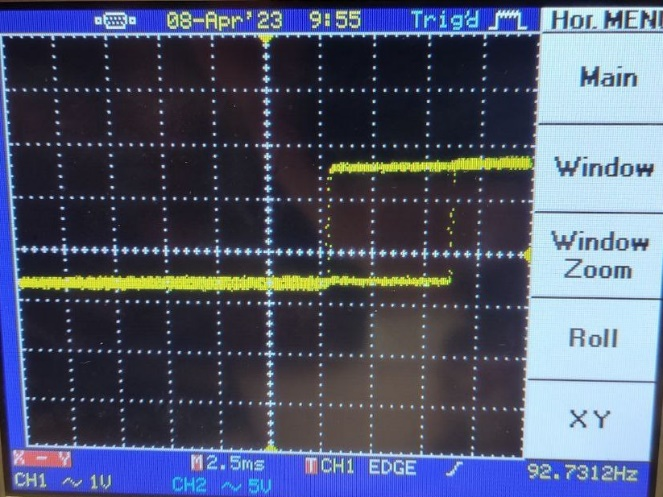 08-Apr'23 9:55 Trig'd
Hor. MENU
Main
Window
Window
Zoom
Roll
X Y
X - Y
M 2.5ms
T CH1 EDGE
92.7312Hz
CH1 ~ 1V
CH2 ~ 5V